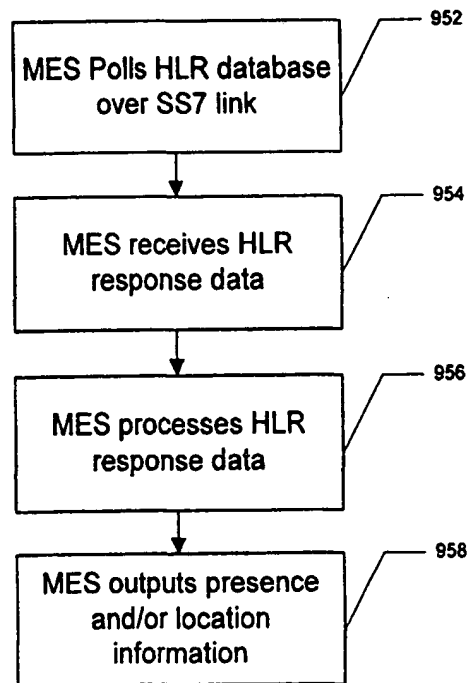 952
MES Polls HLR database
over SS7 link
954
MES receives HLR
response data
956
MES processes HLR
response data
958
MES outputs presence
and/or location
information